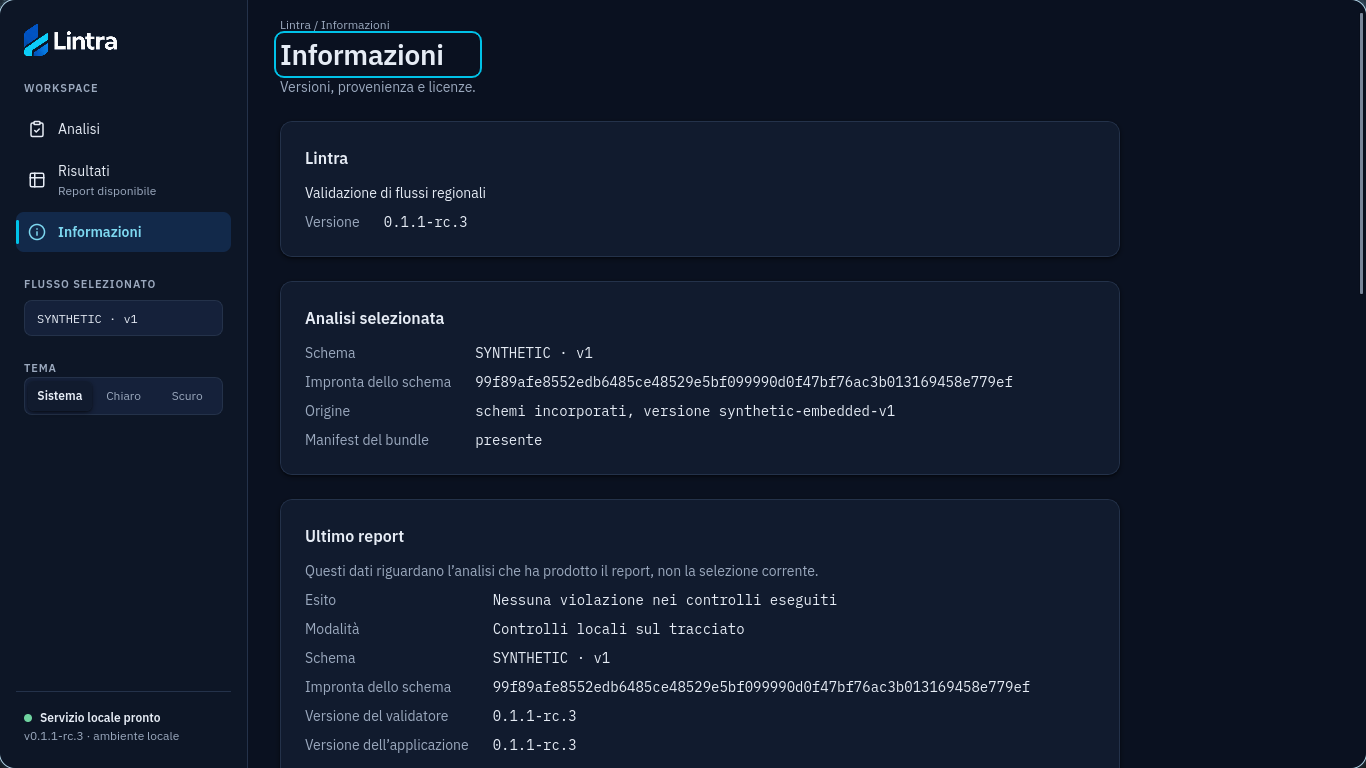 Lintra
WORKSPACE
Analisi
Risultati
Report disponibile
Informazioni
FLUSSO SELEZIONATO
SYNTHETIC · v1
TEMA
Sistema Chiaro Scuro
Servizio locale pronto
v0.1.1-rc.3 · ambiente locale
Lintra / Informazioni
Informazioni
Versioni, provenienza e licenze.
Lintra
Validazione di flussi regionali
Versione 0.1.1-rc.3
Analisi selezionata
Schema SYNTHETIC · v1
Impronta dello schema 99f89afe8552edb6485ce48529e5bf099990d0f47bf76ac3b013169458e779ef
Origine schemi incorporati, versione synthetic-embedded-v1
Manifest del bundle presente
Ultimo report
Questi dati riguardano l’analisi che ha prodotto il report, non la selezione corrente.
Esito Nessuna violazione nei controlli eseguiti
Modalità Controlli locali sul tracciato
Schema SYNTHETIC · v1
Impronta dello schema 99f89afe8552edb6485ce48529e5bf099990d0f47bf76ac3b013169458e779ef
Versione del validatore 0.1.1-rc.3
Versione dell’applicazione 0.1.1-rc.3